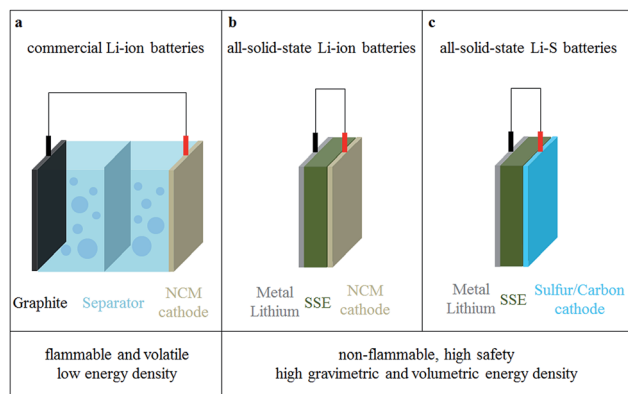 a
commercial Li-ion batteries
Graphite
Separator
NCM
cathode
flammable and volatile
low energy density
b
all-solid-state Li-ion batteries
Metal
Lithium
SSE
NCM
cathode
c
all-solid-state Li-S batteries
Metal
Lithium
SSE
Sulfur/Carbon
cathode
non-flammable, high safety
high gravimetric and volumetric energy density